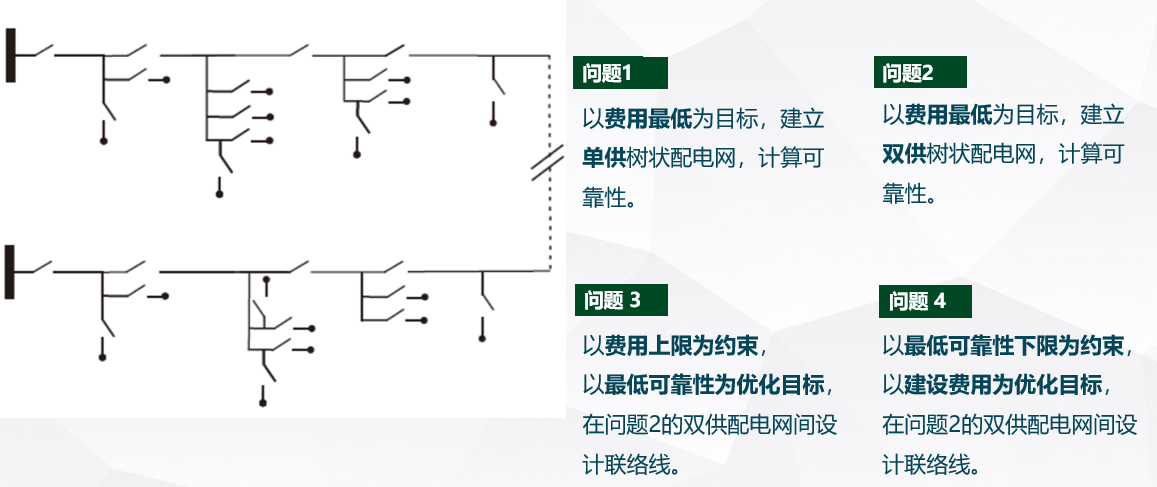 问题1
以费用最低为目标，建立
单供树状配电网，计算可
靠性。
问题2
以费用最低为目标，建立
双供树状配电网，计算可
靠性。
问题 3
以费用上限为约束，
以最低可靠性为优化目标，
在问题2的双供配电网间设
计联络线。
问题 4
以最低可靠性下限为约束，
以建设费用为优化目标，
在问题2的双供配电网间设
计联络线。